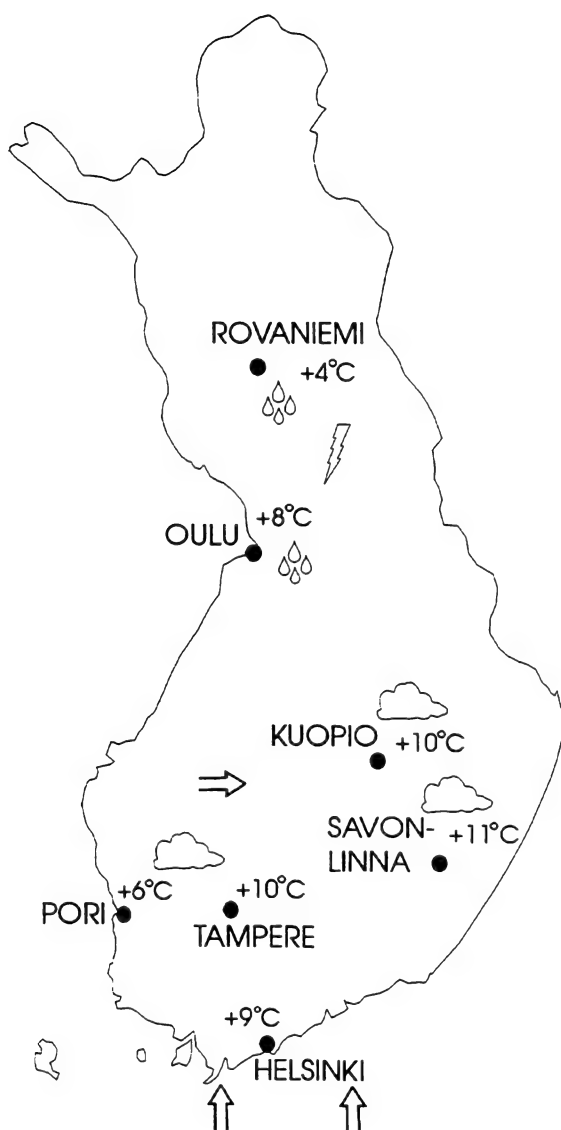 ROVANIEMI
+4°C
+8°C
OULU
KUOPIO
+10°C
SAVON-
LINNA
+11°C
+6°C
PORI
+10°C
TAMPERE
+9°C
HELSINKI